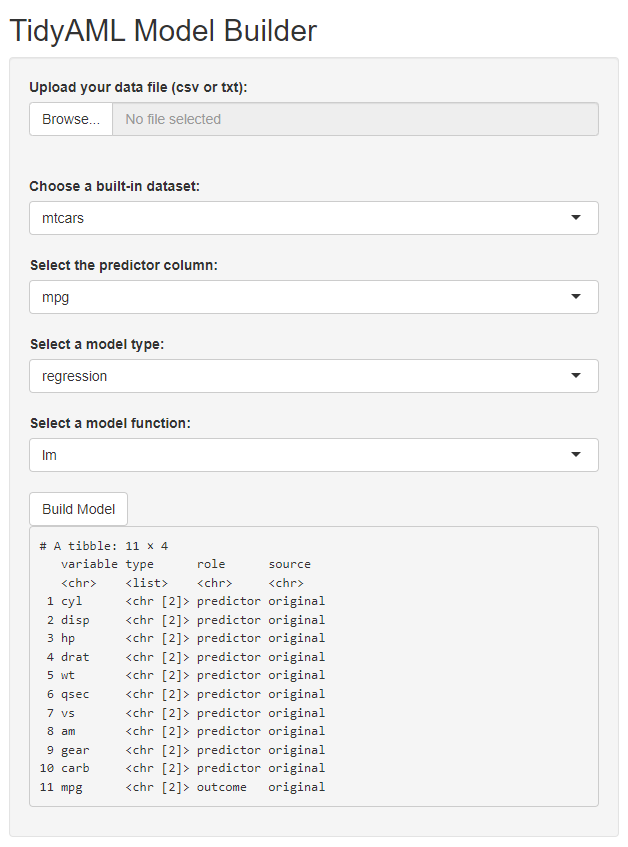 TidyAML Model Builder
Upload your data file (csv or txt):
Browse... No file selected
Choose a built-in dataset:
mtcars
Select the predictor column:
mpg
Select a model type:
regression
Select a model function:
lm
Build Model
# A tibble: 11 × 4
   variable type      role      source
   <chr>    <list>    <chr>     <chr>
 1 cyl      <chr [2]> predictor original
 2 disp     <chr [2]> predictor original
 3 hp       <chr [2]> predictor original
 4 drat     <chr [2]> predictor original
 5 wt       <chr [2]> predictor original
 6 qsec     <chr [2]> predictor original
 7 vs       <chr [2]> predictor original
 8 am       <chr [2]> predictor original
 9 gear     <chr [2]> predictor original
10 carb     <chr [2]> predictor original
11 mpg      <chr [2]> outcome   original